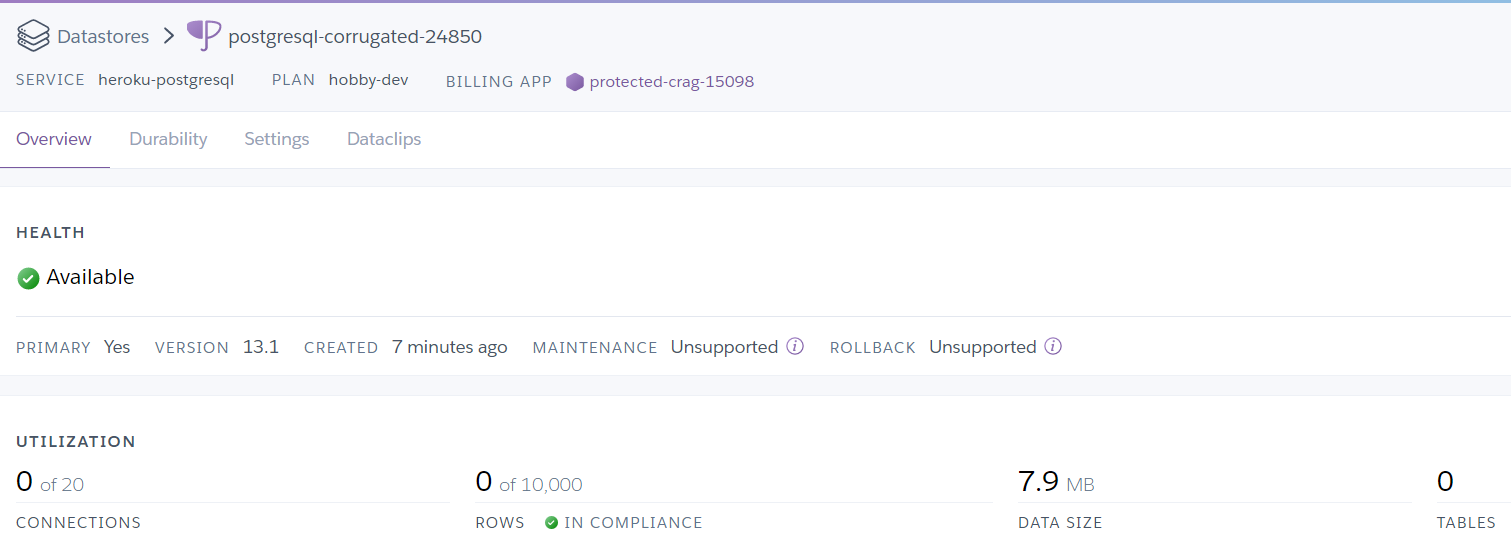 Datastores > postgresql-corrugated-24850
SERVICE heroku-postgresql PLAN hobby-dev BILLING APP protected-crag-15098
Overview Durability Settings Dataclips
HEALTH
Available
PRIMARY Yes VERSION 13.1 CREATED 7 minutes ago MAINTENANCE Unsupported i ROLLBACK Unsupported i
UTILIZATION
0 of 20 0 of 10,000 7.9 MB 0
CONNECTIONS ROWS IN COMPLIANCE DATA SIZE TABLES